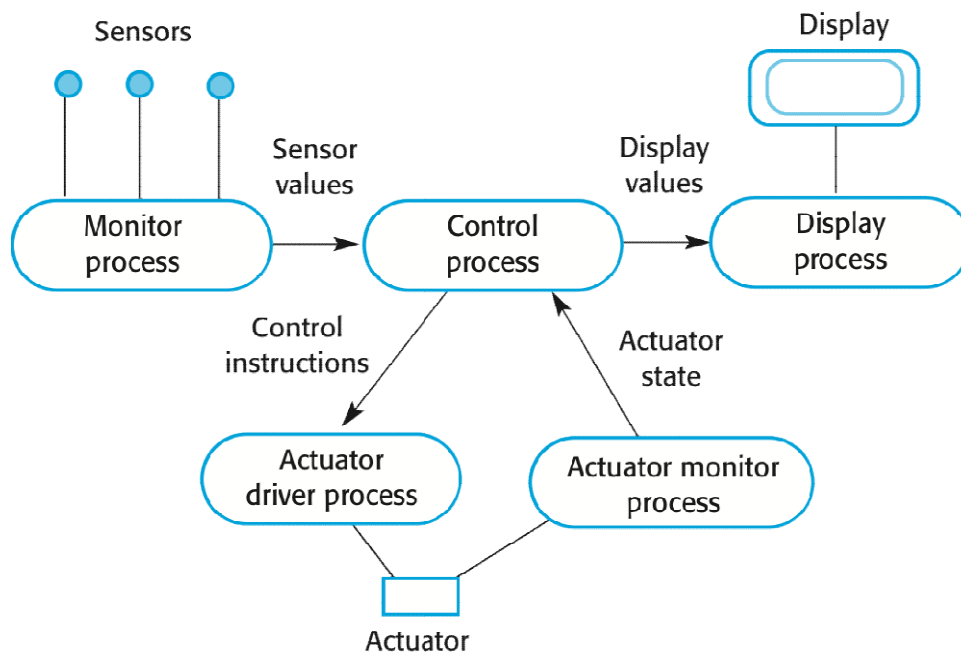 Sensors
Display
Sensor
values
Display
values
Monitor
process
Control
process
Display
process
Control
instructions
Actuator
state
Actuator
driver process
Actuator monitor
process
Actuator